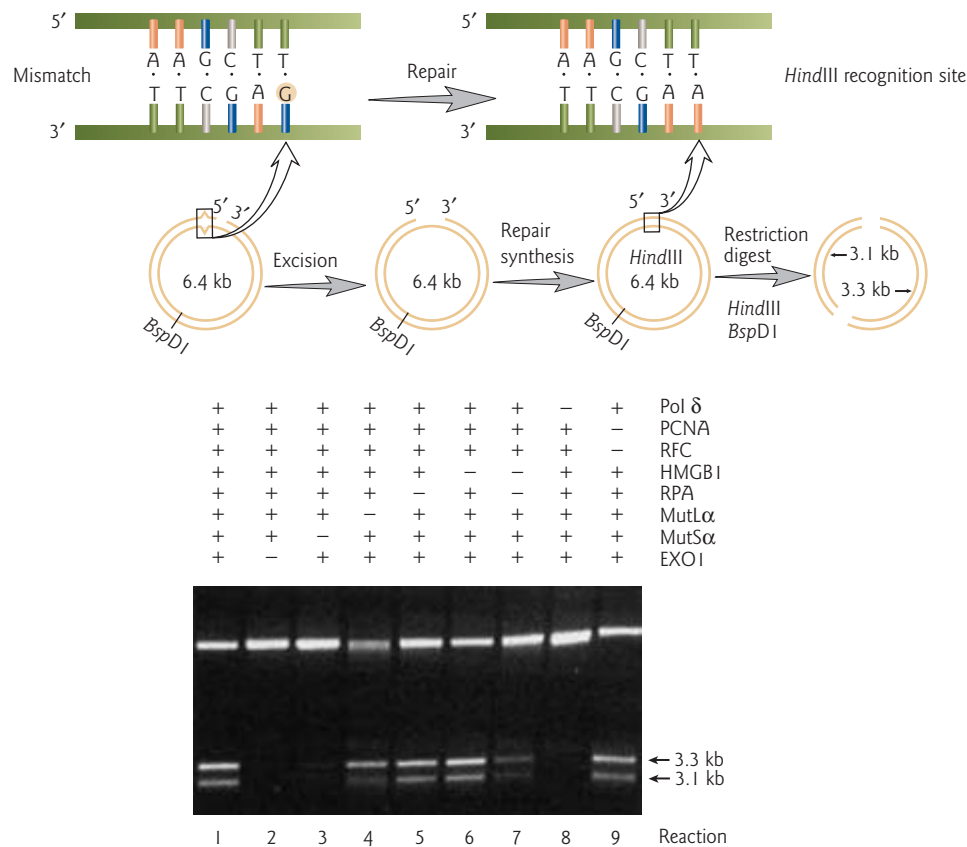 5′ 5′
A A G C T T A A G C T T
Mismatch Repair HindIII recognition site
T T C G A G T T C G A A
3′ 3′
5′ 3′ 5′ 3′ 5′ 3′
Excision Repair synthesis HindIII Restriction digest
6.4 kb 6.4 kb 6.4 kb 3.1 kb
3.3 kb
HindIII
BspD1
BspD1 BspD1 BspD1
+ + + + + + + – + Pol δ
+ + + + + + + + – PCNA
+ + + + + + + + – RFC
+ + + + + – – + + HMGB1
+ + + + – + – + + RPA
+ + + – + + + + + MutLα
+ + – + + + + + + MutSα
+ – + + + + + + + EXO1
3.3 kb
3.1 kb
1 2 3 4 5 6 7 8 9 Reaction